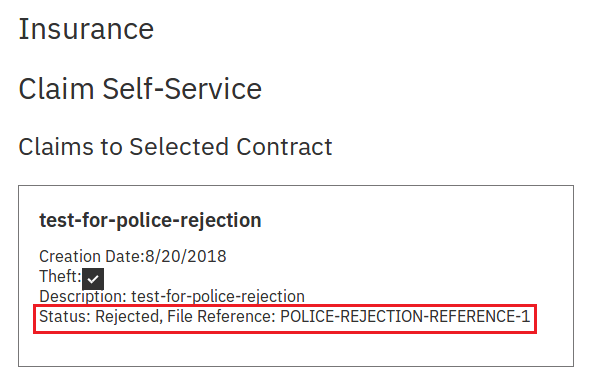 Insurance
Claim Self-Service
Claims to Selected Contract
test-for-police-rejection
Creation Date:8/20/2018
Theft:
Description: test-for-police-rejection
Status: Rejected, File Reference: POLICE-REJECTION-REFERENCE-1